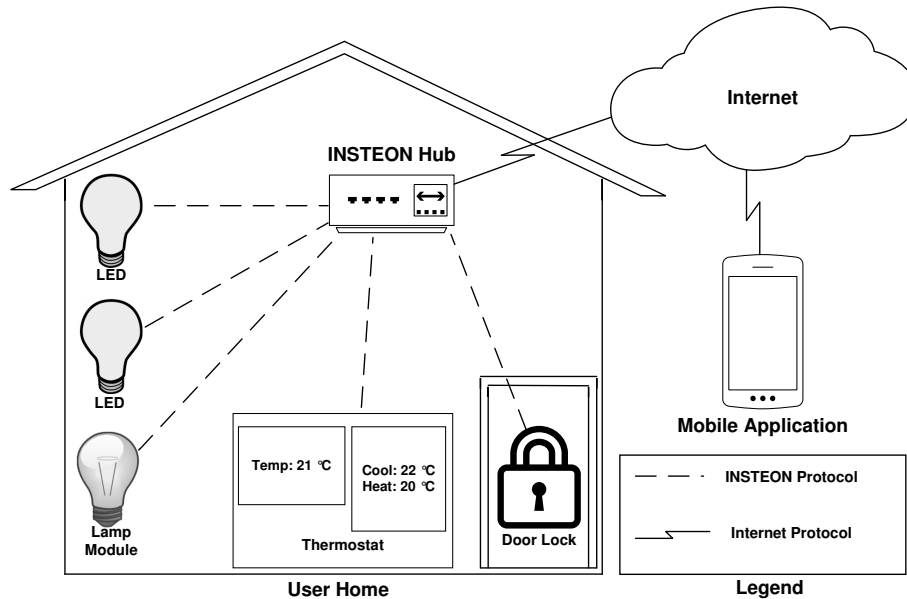 Internet
INSTEON Hub
LED
LED
Lamp
Module
Temp: 21 °C
Cool: 22 °C
Heat: 20 °C
Thermostat
Door Lock
User Home
Mobile Application
INSTEON Protocol
Internet Protocol
Legend